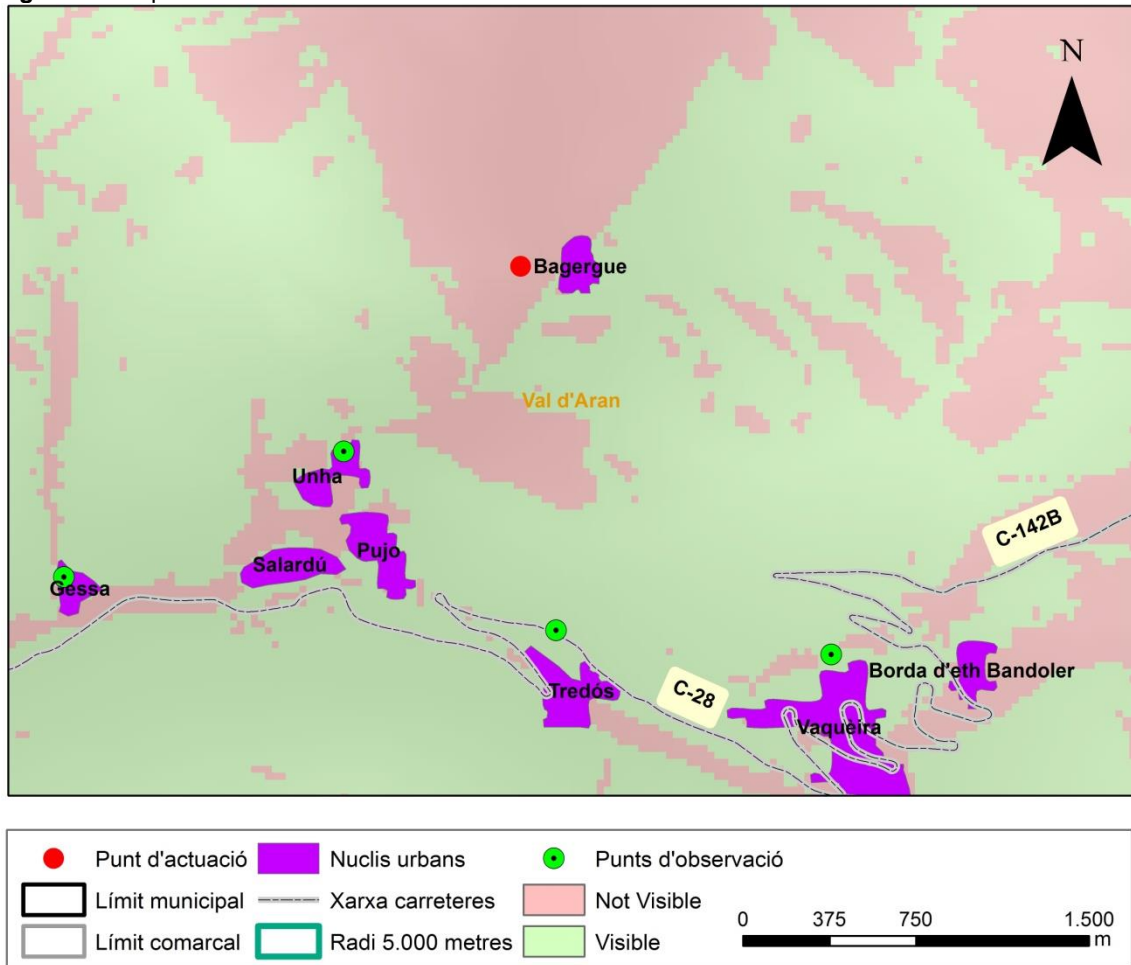 N
Bagergue
Val d'Aran
Unha
C-142B
Pujo
Salardú
Gessa
Borda d'eth Bandoler
Tredós
C-28
Vaquèira
Punt d'actuació
Nuclis urbans
Punts d'observació
Límit municipal
Xarxa carreteres
Not Visible
0 375 750 1.500
Límit comarcal
Radi 5.000 metres
Visible
m